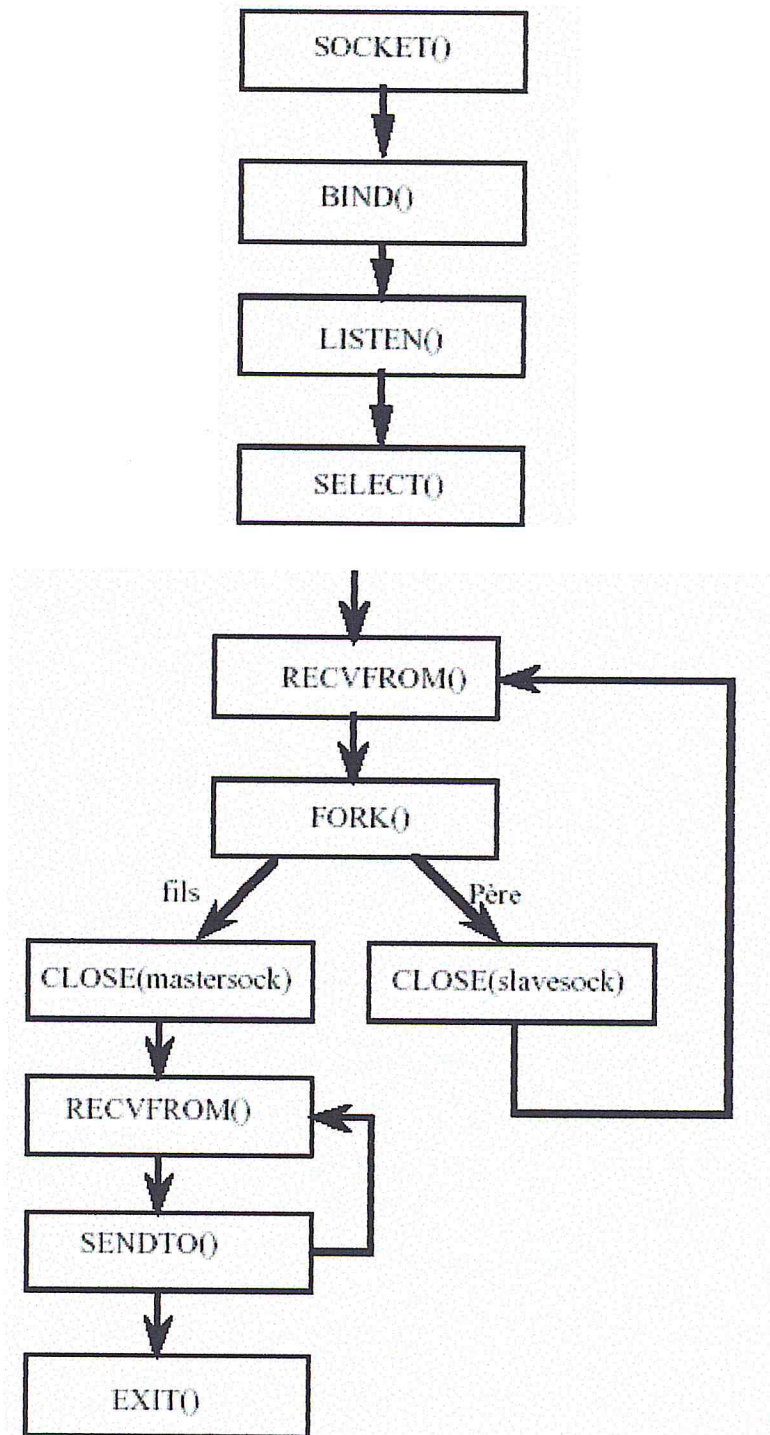 SOCKET()
BIND()
LISTEN()
SELECT()
RECVFROM()
FORK()
fils
Père
CLOSE(mastersock)
CLOSE(slavesock)
RECVFROM()
SENDTO()
EXIT()